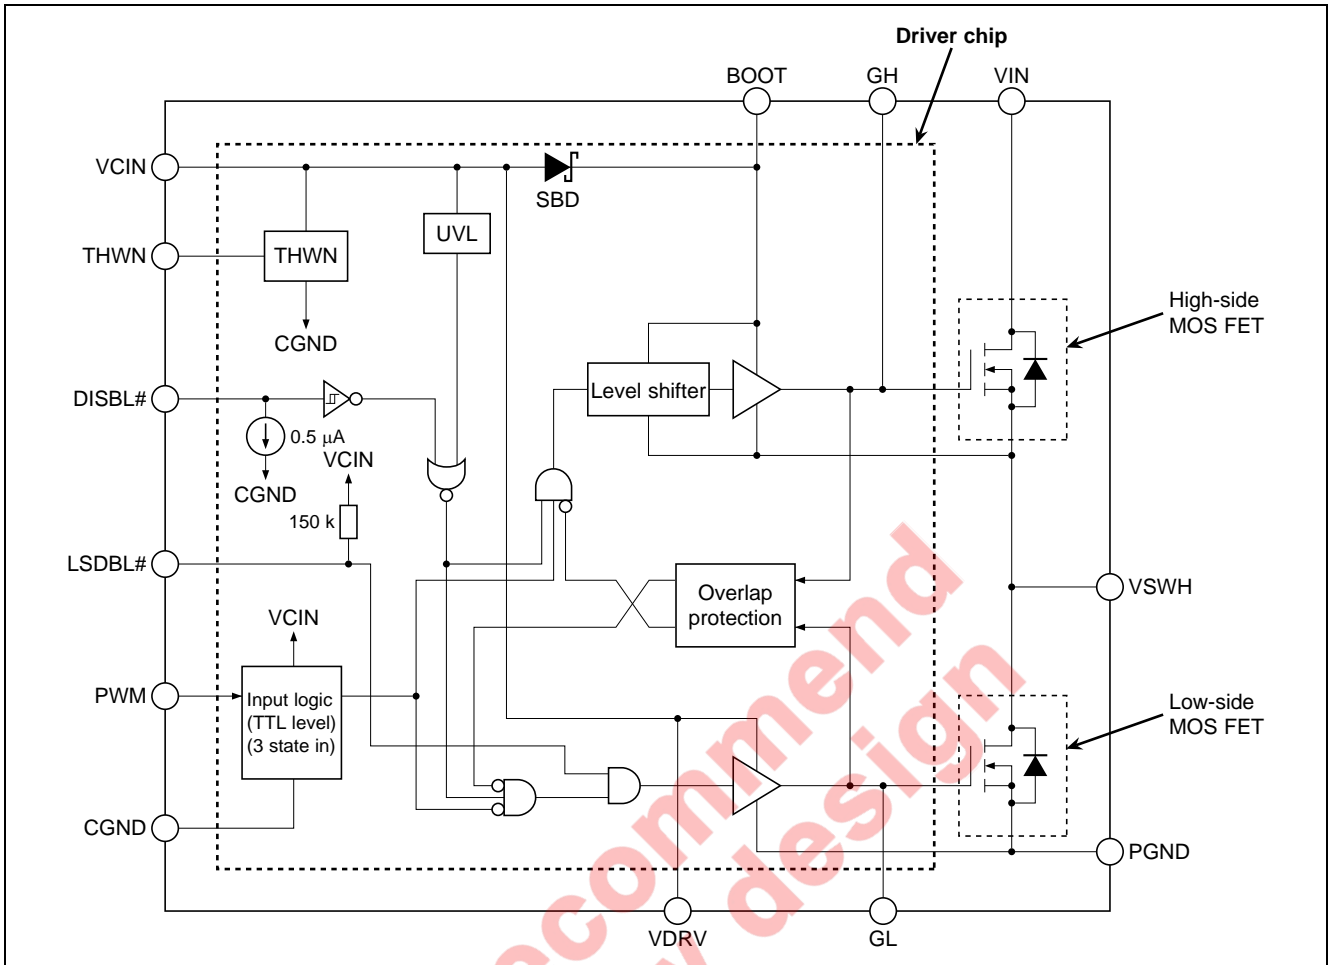 Driver chip
BOOT
GH
VIN
VCIN
SBD
THWN
THWN
UVL
CGND
High-side
MOS FET
DISBL#
Level shifter
0.5 μA
VCIN
CGND
150 k
LSDBL#
Overlap
protection
VSWH
VCIN
PWM
Input logic
(TTL level)
(3 state in)
Low-side
MOS FET
CGND
PGND
VDRV
GL
ecommend
design